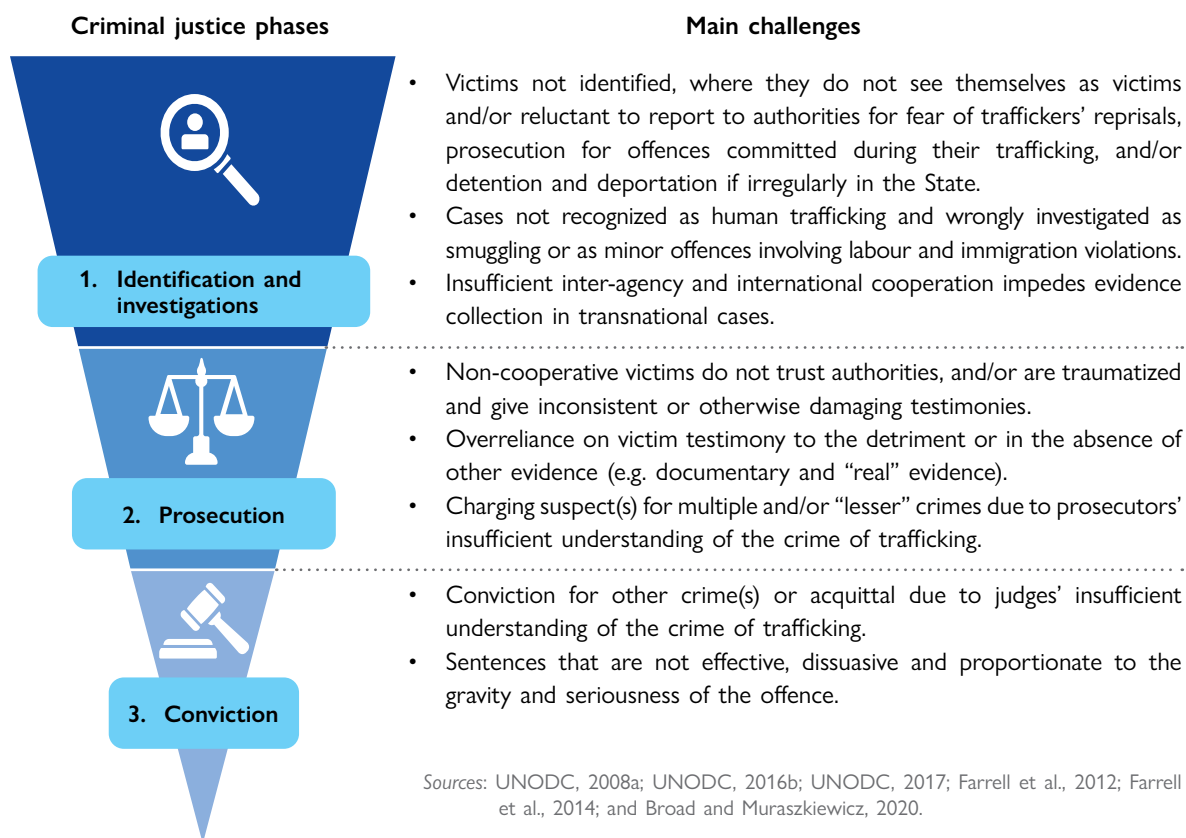 Criminal justice phases
Main challenges
• Victims not identified, where they do not see themselves as victims
and/or reluctant to report to authorities for fear of traffickers’ reprisals,
prosecution for offences committed during their trafficking, and/or
detention and deportation if irregularly in the State.
• Cases not recognized as human trafficking and wrongly investigated as
smuggling or as minor offences involving labour and immigration violations.
• Insufficient inter-agency and international cooperation impedes evidence
collection in transnational cases.
1. Identification and
investigations
• Non-cooperative victims do not trust authorities, and/or are traumatized
and give inconsistent or otherwise damaging testimonies.
• Overreliance on victim testimony to the detriment or in the absence of
other evidence (e.g. documentary and “real” evidence).
• Charging suspect(s) for multiple and/or “lesser” crimes due to prosecutors’
insufficient understanding of the crime of trafficking.
2. Prosecution
• Conviction for other crime(s) or acquittal due to judges’ insufficient
understanding of the crime of trafficking.
• Sentences that are not effective, dissuasive and proportionate to the
gravity and seriousness of the offence.
3. Conviction
Sources: UNODC, 2008a; UNODC, 2016b; UNODC, 2017; Farrell et al., 2012; Farrell
et al., 2014; and Broad and Muraszkiewicz, 2020.